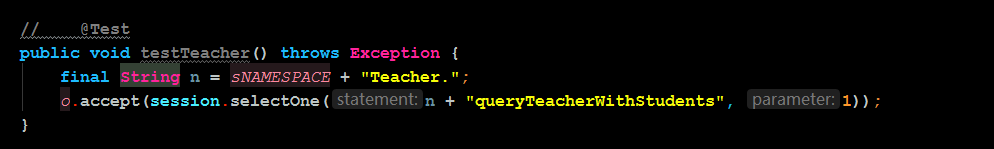 //    @Test
public void testTeacher() throws Exception {
    final String n = sNAMESPACE + "Teacher.";
    o.accept(session.selectOne( statement: n + "queryTeacherWithStudents", parameter: 1));
}